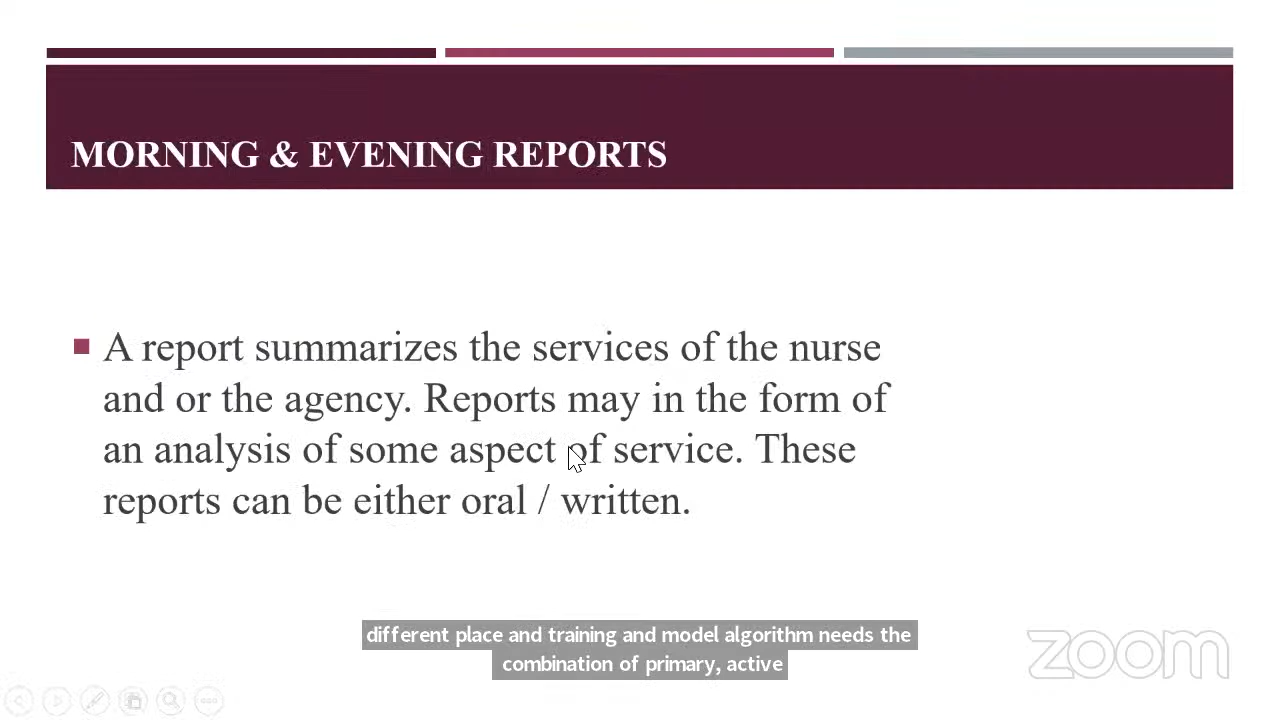 MORNING & EVENING REPORTS
A report summarizes the services of the nurse
and or the agency. Reports may in the form of
an analysis of some aspect of service. These
reports can be either oral / written.
different place and training and model algorithm needs the
combination of primary, active
zoom